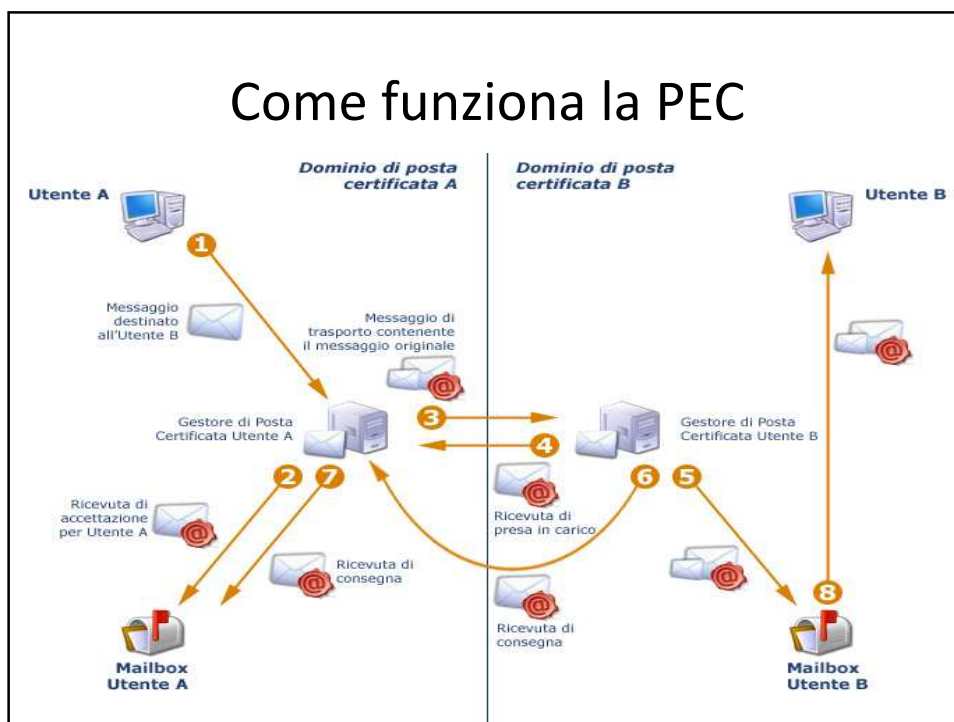 Come funziona la PEC
Dominio di posta
certificata A
Dominio di posta
certificata B
Utente A
Utente B
1
Messaggio
destinato
all'Utente B
Messaggio di
trasporto contenente
il messaggio originale
@
@
Gestore di Posta
Certificata Utente A
3
4
Gestore di Posta
Certificata Utente B
2
7
6
5
Ricevuta di
accettazione
per Utente A
@
@
Ricevuta di
presa in carico
Ricevuta di
consegna
@
@
@
Ricevuta di
consegna
8
Mailbox
Utente A
Mailbox
Utente B